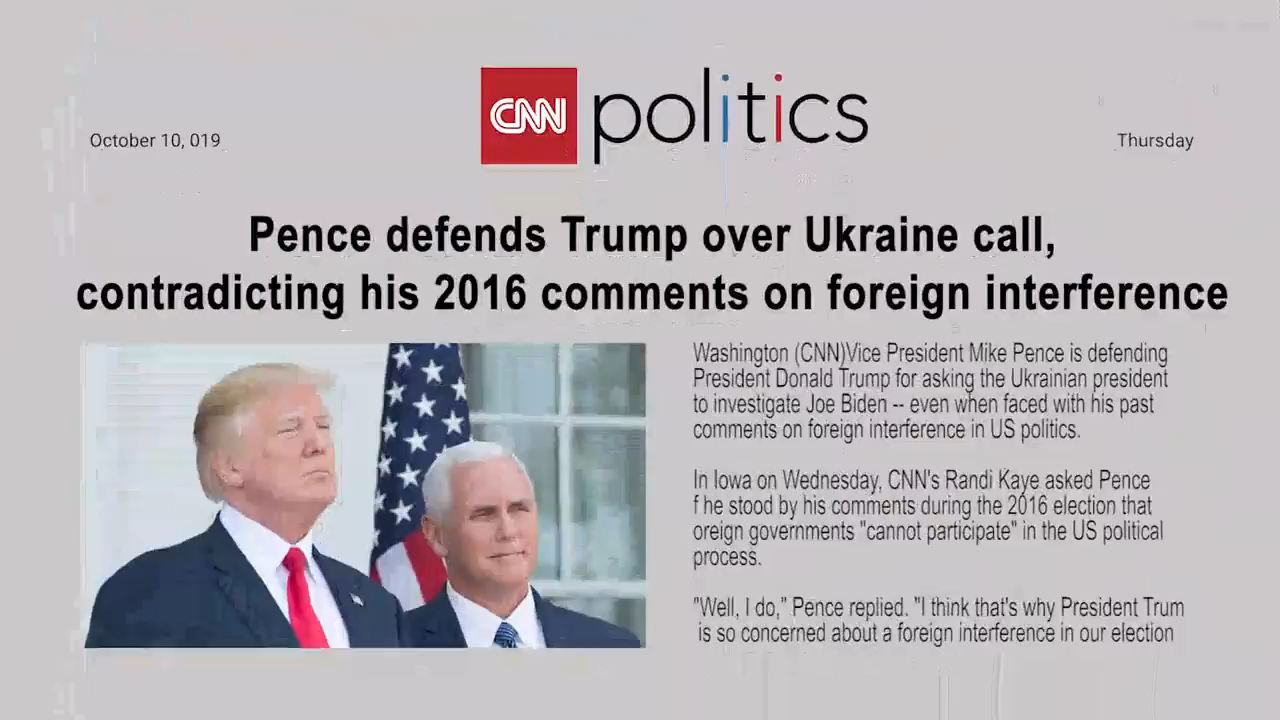 CNN politics
October 10, 019
Thursday
Pence defends Trump over Ukraine call,
contradicting his 2016 comments on foreign interference
Washington (CNN)Vice President Mike Pence is defending
President Donald Trump for asking the Ukrainian president
to investigate Joe Biden -- even when faced with his past
comments on foreign interference in US politics.
In Iowa on Wednesday, CNN's Randi Kaye asked Pence
f he stood by his comments during the 2016 election that
oreign governments "cannot participate" in the US political
process.
"Well, I do," Pence replied. "I think that's why President Trum
is so concerned about a foreign interference in our election